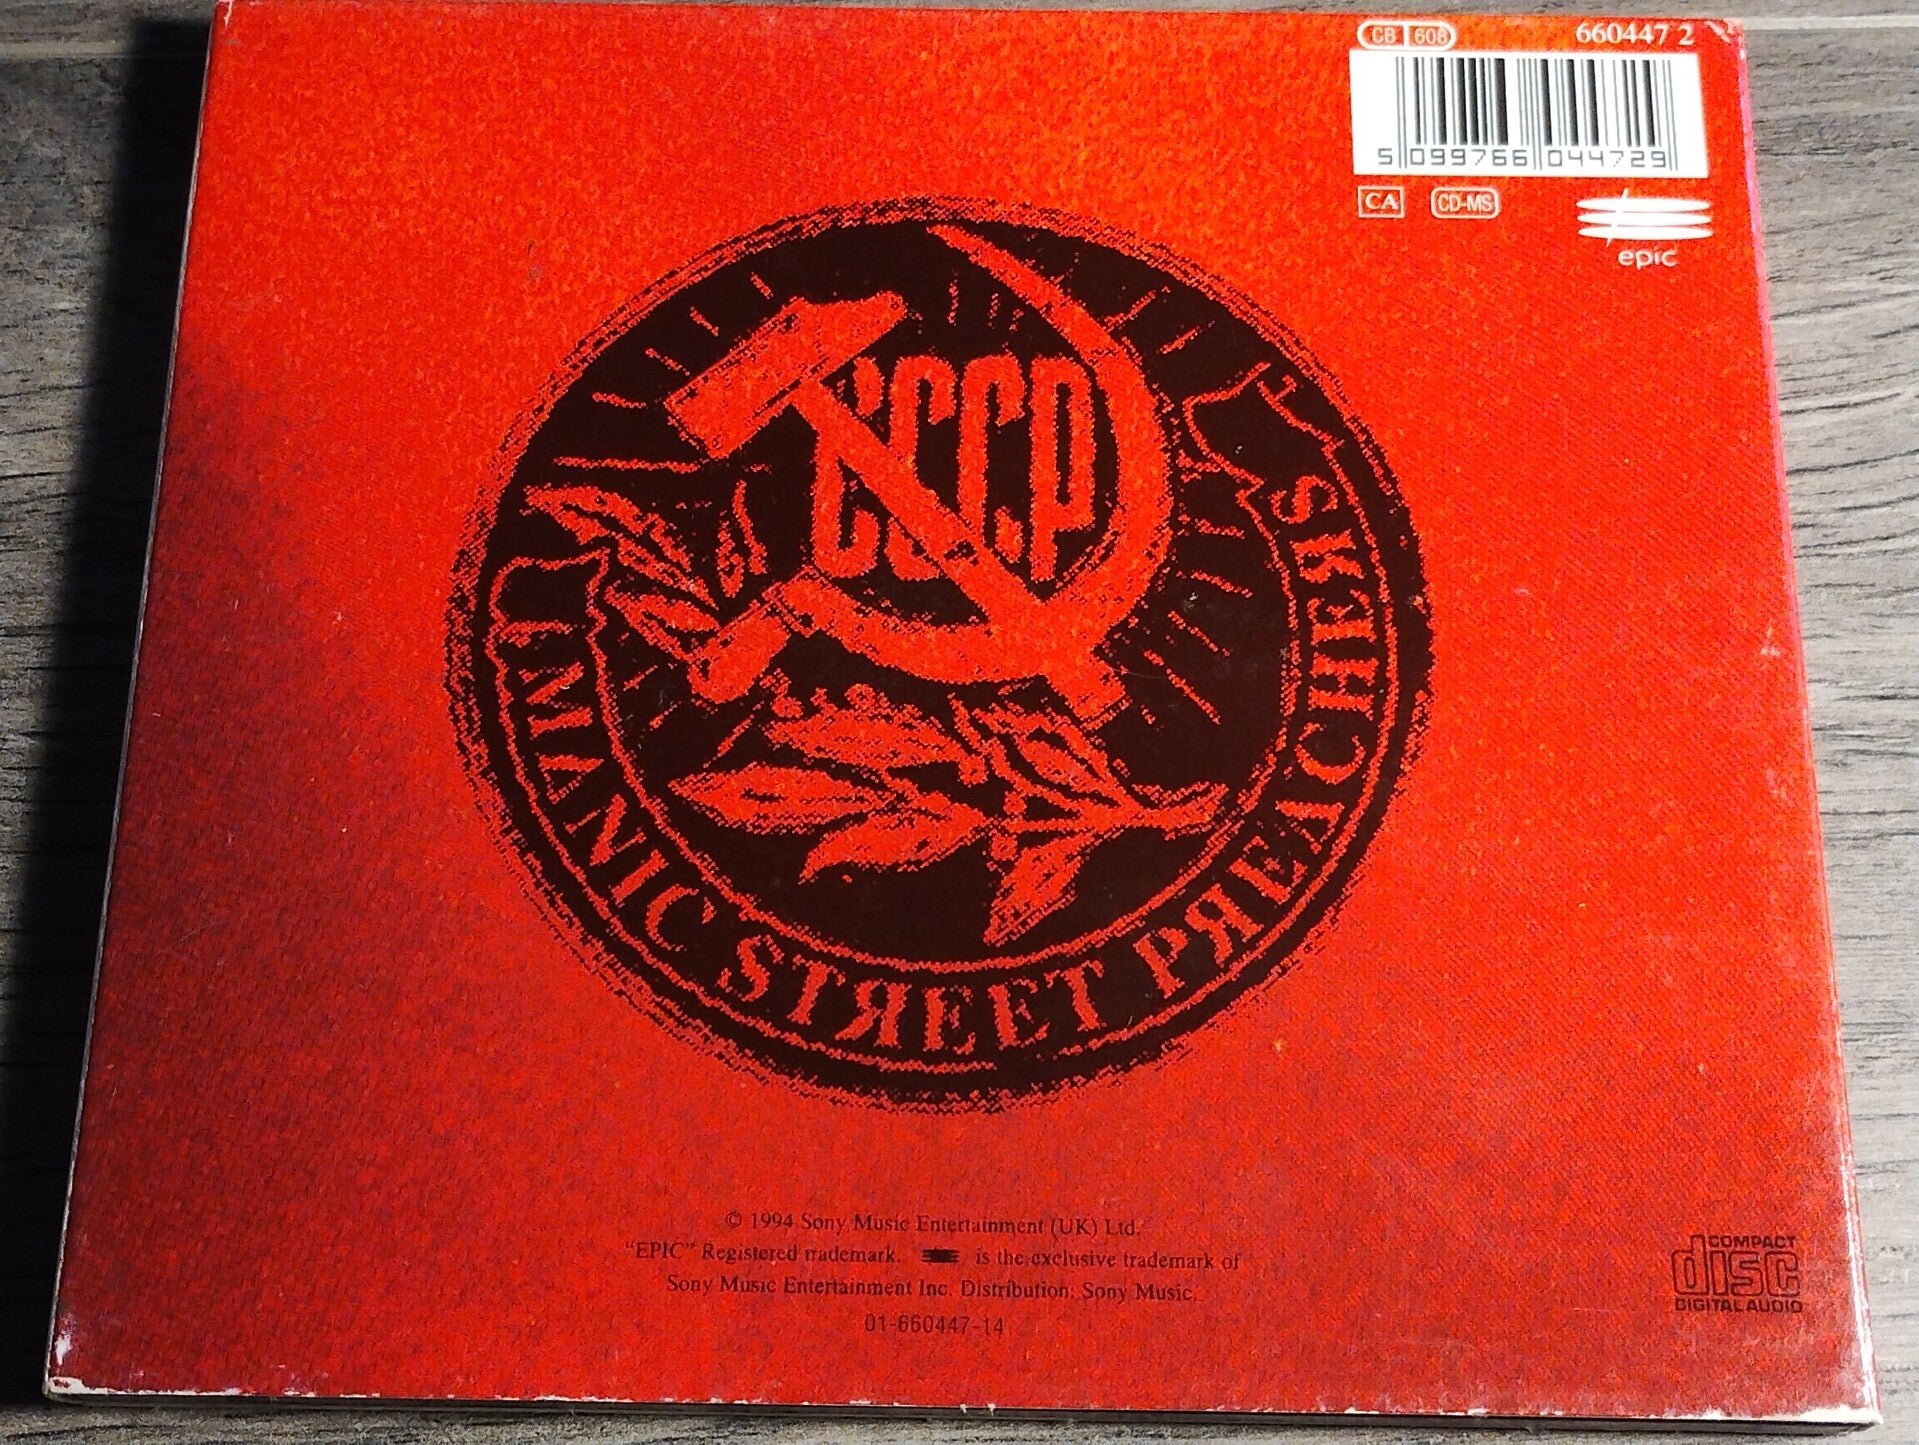 CB 608
660447 2
5 099766 044729
CA CD-MS
epic
CCCP
MANIC STЯEET PЯEACHEЯS
© 1994 Sony Music Entertainment (UK) Ltd.
"EPIC" Registered trademark. is the exclusive trademark of
Sony Music Entertainment Inc. Distribution: Sony Music.
01-660447-14
COMPACT
disc
DIGITAL AUDIO